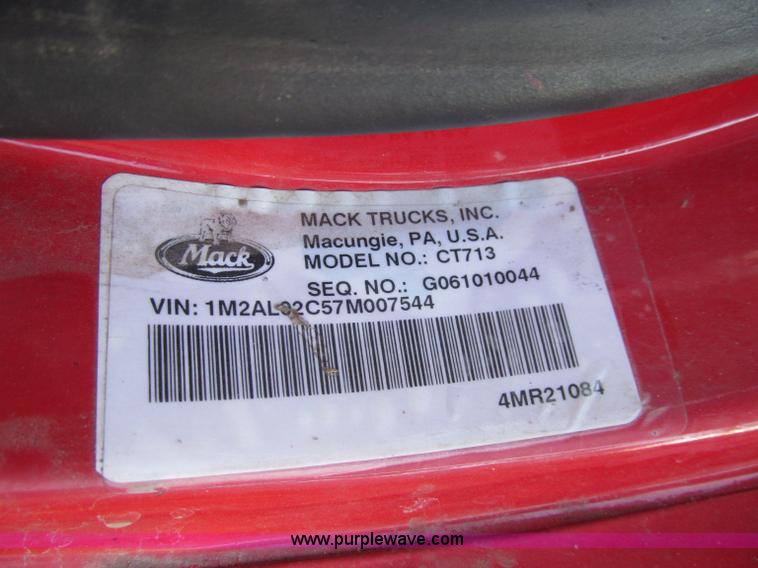 MACK TRUCKS, INC.
Macungie, PA, U.S.A.
Mack
MODEL NO.: CT713
SEQ. NO.: G061010044
VIN: 1M2AL02C57M007544
4MR21084
www.purplewave.com